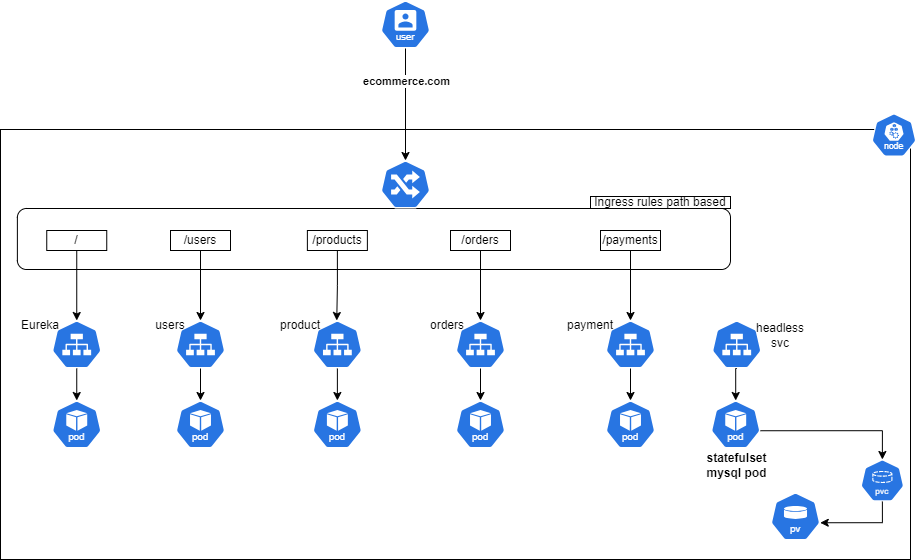 user
ecommerce.com
node
Ingress rules path based
/
/users
/products
/orders
/payments
Eureka
users
product
orders
payment
headless
svc
pod
pod
pod
pod
pod
pod
statefulset
mysql pod
pvc
pv